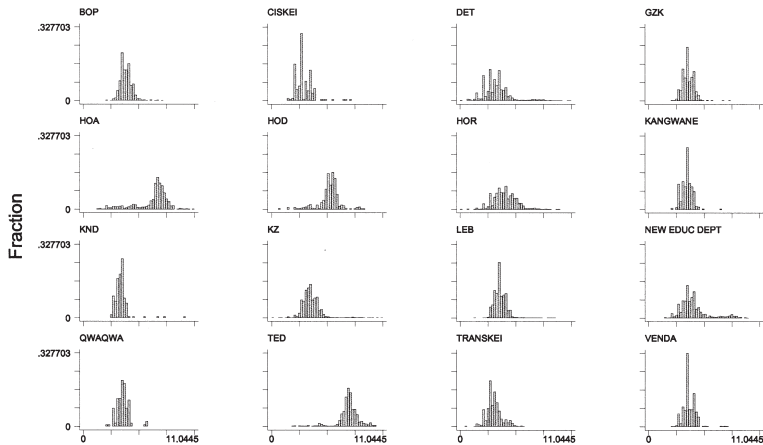 BOP CISKEI DET GZK
.327703
0
HOA HOD HOR KANGWANE
.327703
0
Fraction
KND KZ LEB NEW EDUC DEPT
.327703
0
QWAQWA TED TRANSKEI VENDA
.327703
0
0 11.0445 0 11.0445 0 11.0445 0 11.0445